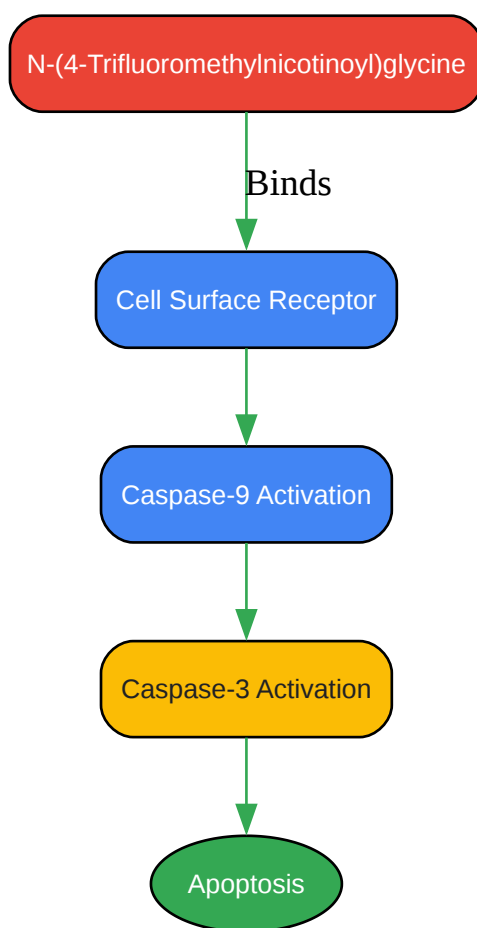 N-(4-Trifluoromethylnicotinoyl)glycine
Binds
Cell Surface Receptor
Caspase-9 Activation
Caspase-3 Activation
Apoptosis